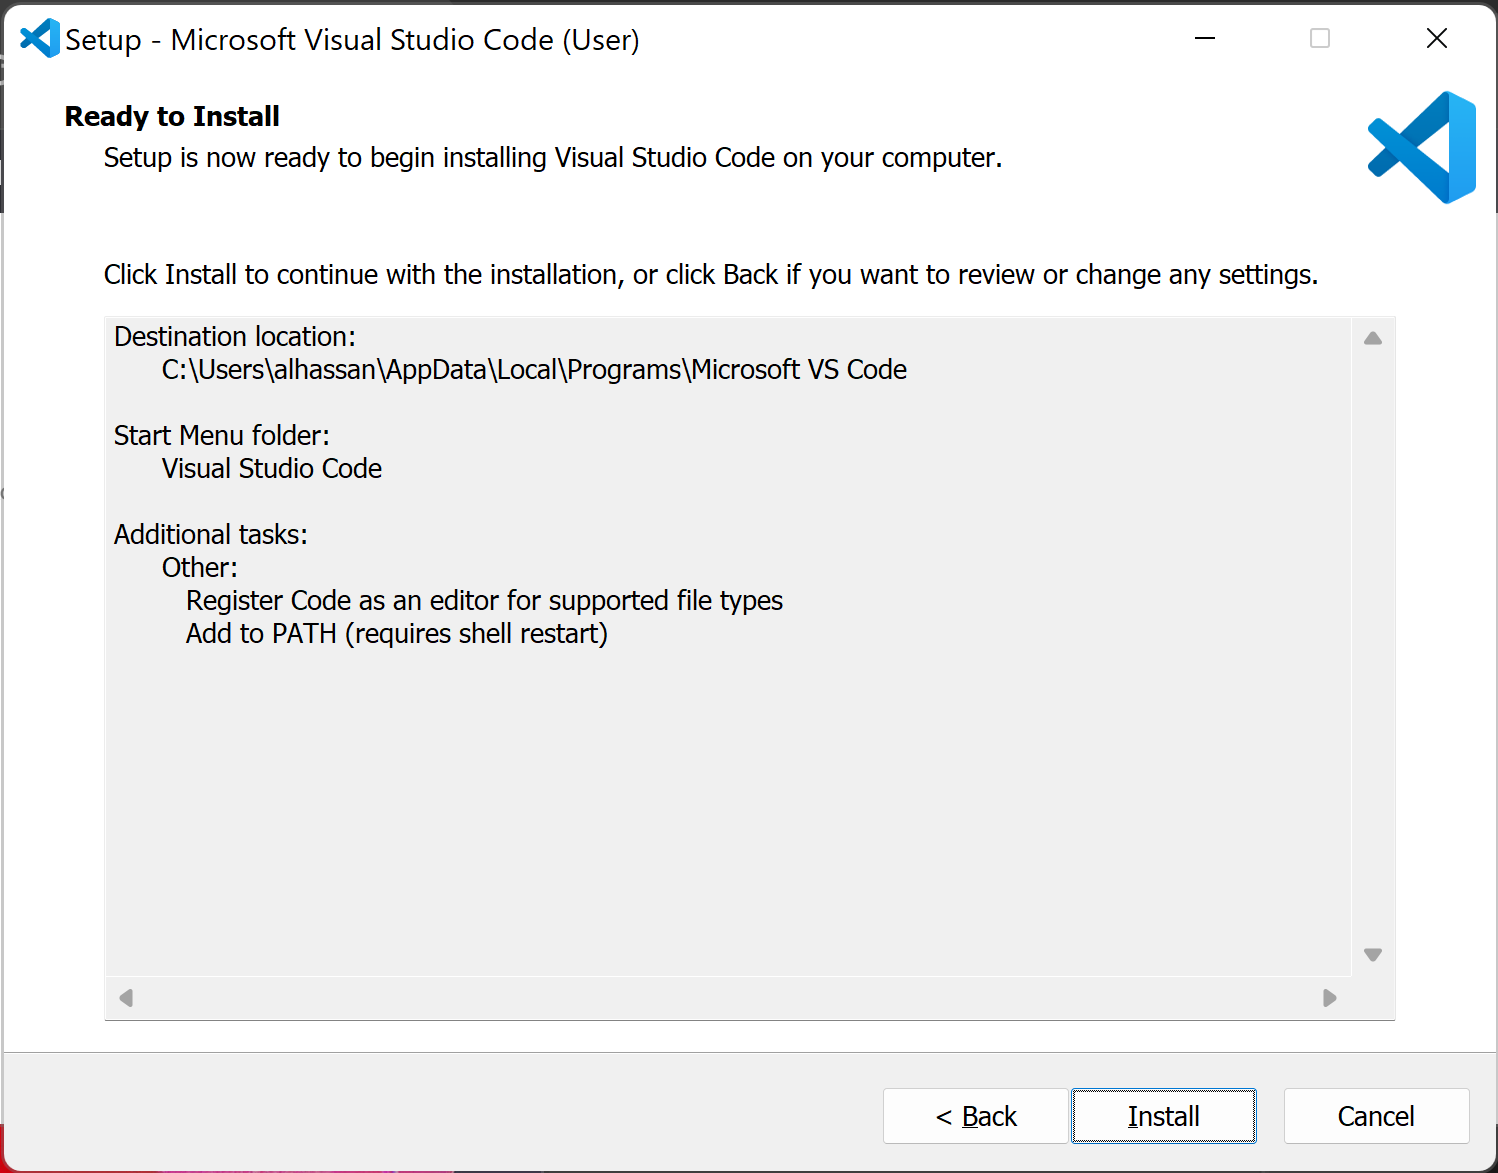 Setup - Microsoft Visual Studio Code (User)
Ready to Install
Setup is now ready to begin installing Visual Studio Code on your computer.
Click Install to continue with the installation, or click Back if you want to review or change any settings.
Destination location:
C:\Users\alhassan\AppData\Local\Programs\Microsoft VS Code
Start Menu folder:
Visual Studio Code
Additional tasks:
Other:
Register Code as an editor for supported file types
Add to PATH (requires shell restart)
< Back
Install
Cancel